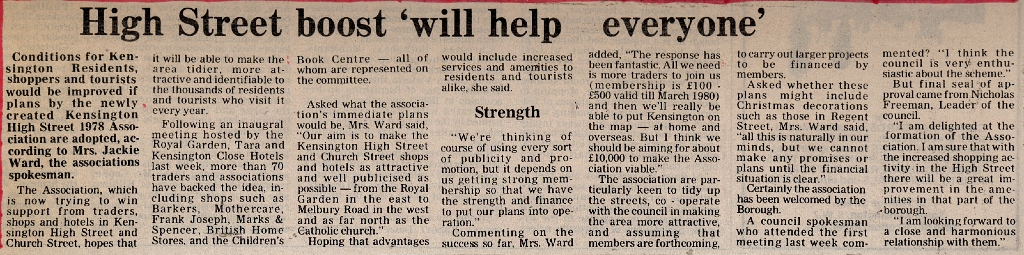 High Street boost 'will help everyone'
Conditions for Ken-
sington Residents,
shoppers and tourists
would be improved if
plans by the newly
created Kensington
High Street 1978 Asso-
ciation are adopted, ac-
cording to Mrs. Jackie
Ward, the associations
spokesman.
The Association, which
is now trying to win
support from traders,
shops and hotels in Ken-
sington High Street and
Church Street, hopes that
it will be able to make the
area tidier, more at-
tractive and identifiable to
the thousands of residents
and tourists who visit it
every year.
Following an inaugral
meeting hosted by the
Royal Garden, Tara and
Kensington Close Hotels
last week, more than 70
traders and associations
have backed the idea, in-
cluding shops such as
Barkers, Mothercare,
Frank Joseph, Marks &
Spencer, British Home
Stores, and the Children's
Book Centre — all of
whom are represented on
the committee.
Asked what the associa-
tion's immediate plans
would be, Mrs. Ward said,
"Our aim is to make the
Kensington High Street
and Church Street shops
and hotels as attractive
and well publicised as
possible — from the Royal
Garden in the east to
Melbury Road in the west
and as far north as the
Catholic church."
Hoping that advantages
would include increased
services and amenities to
residents and tourists
alike, she said.
Strength
"We're thinking of
course of using every sort
of publicity and pro-
motion, but it depends on
us getting strong mem-
bership so that we have
the strength and finance
to put our plans into ope-
ration."
Commenting on the
success so far, Mrs. Ward
added, "The response has
been fantastic. All we need
is more traders to join us
(membership is £100 -
£500 valid till March 1980)
and then we'll really be
able to put Kensington on
the map — at home and
overseas. But I think we
should be aiming for about
£10,000 to make the Asso-
ciation viable."
The association are par-
ticularly keen to tidy up
the streets, co - operate
with the council in making
the area more attractive,
and assuming that
members are forthcoming,
to carry out larger projects
to be financed by
members.
Asked whether these
plans might include
Christmas decorations
such as those in Regent
Street, Mrs. Ward said,
"all this is naturally in our
minds, but we cannot
make any promises or
plans until the financial
situation is clear."
Certainly the association
has been welcomed by the
Borough.
A council spokesman
who attended the first
meeting last week com-
mented? "I think the
council is very enthu-
siastic about the scheme."
But final seal of ap-
proval came from Nicholas
Freeman, Leader of the
council.
"I am delighted at the
formation of the Asso-
ciation. I am sure that with
the increased shopping ac-
tivity in the High Street
there will be a great im-
provement in the ame-
nities in that part of the
borough.
"I am looking forward to
a close and harmonious
relationship with them."